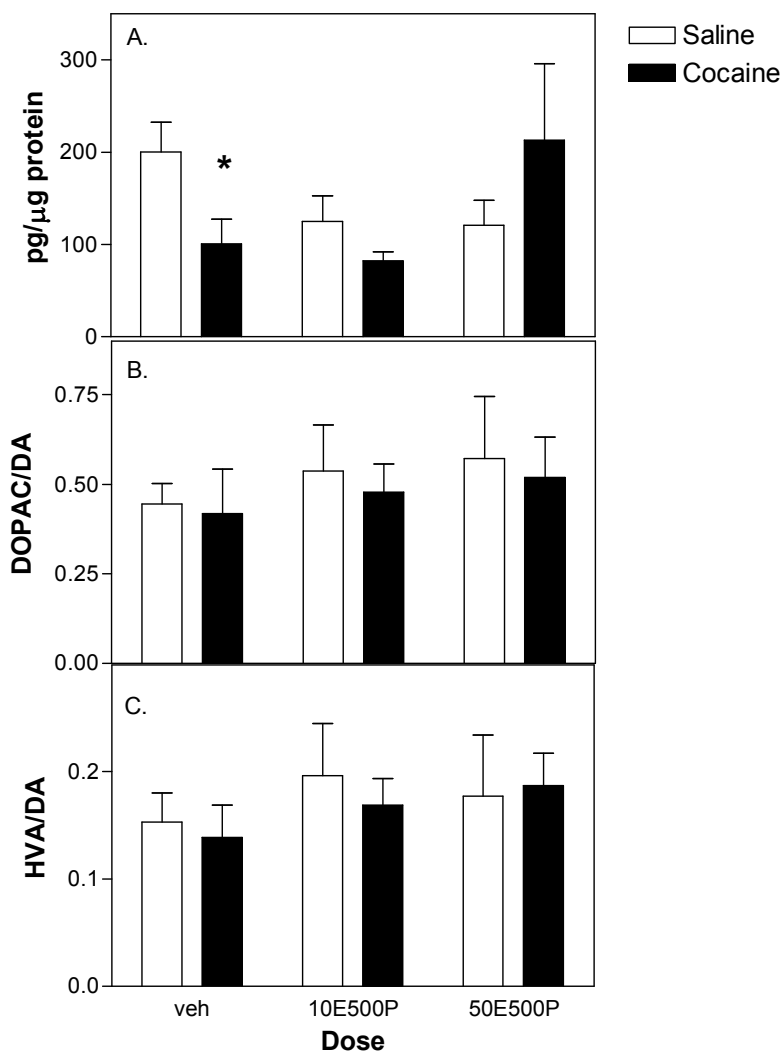 A.
Saline
Cocaine
300
200
100
0
pg/μg protein
*
B.
0.75
0.50
0.25
0.00
DOPAC/DA
C.
0.2
0.1
0.0
HVA/DA
veh 10E500P 50E500P
Dose